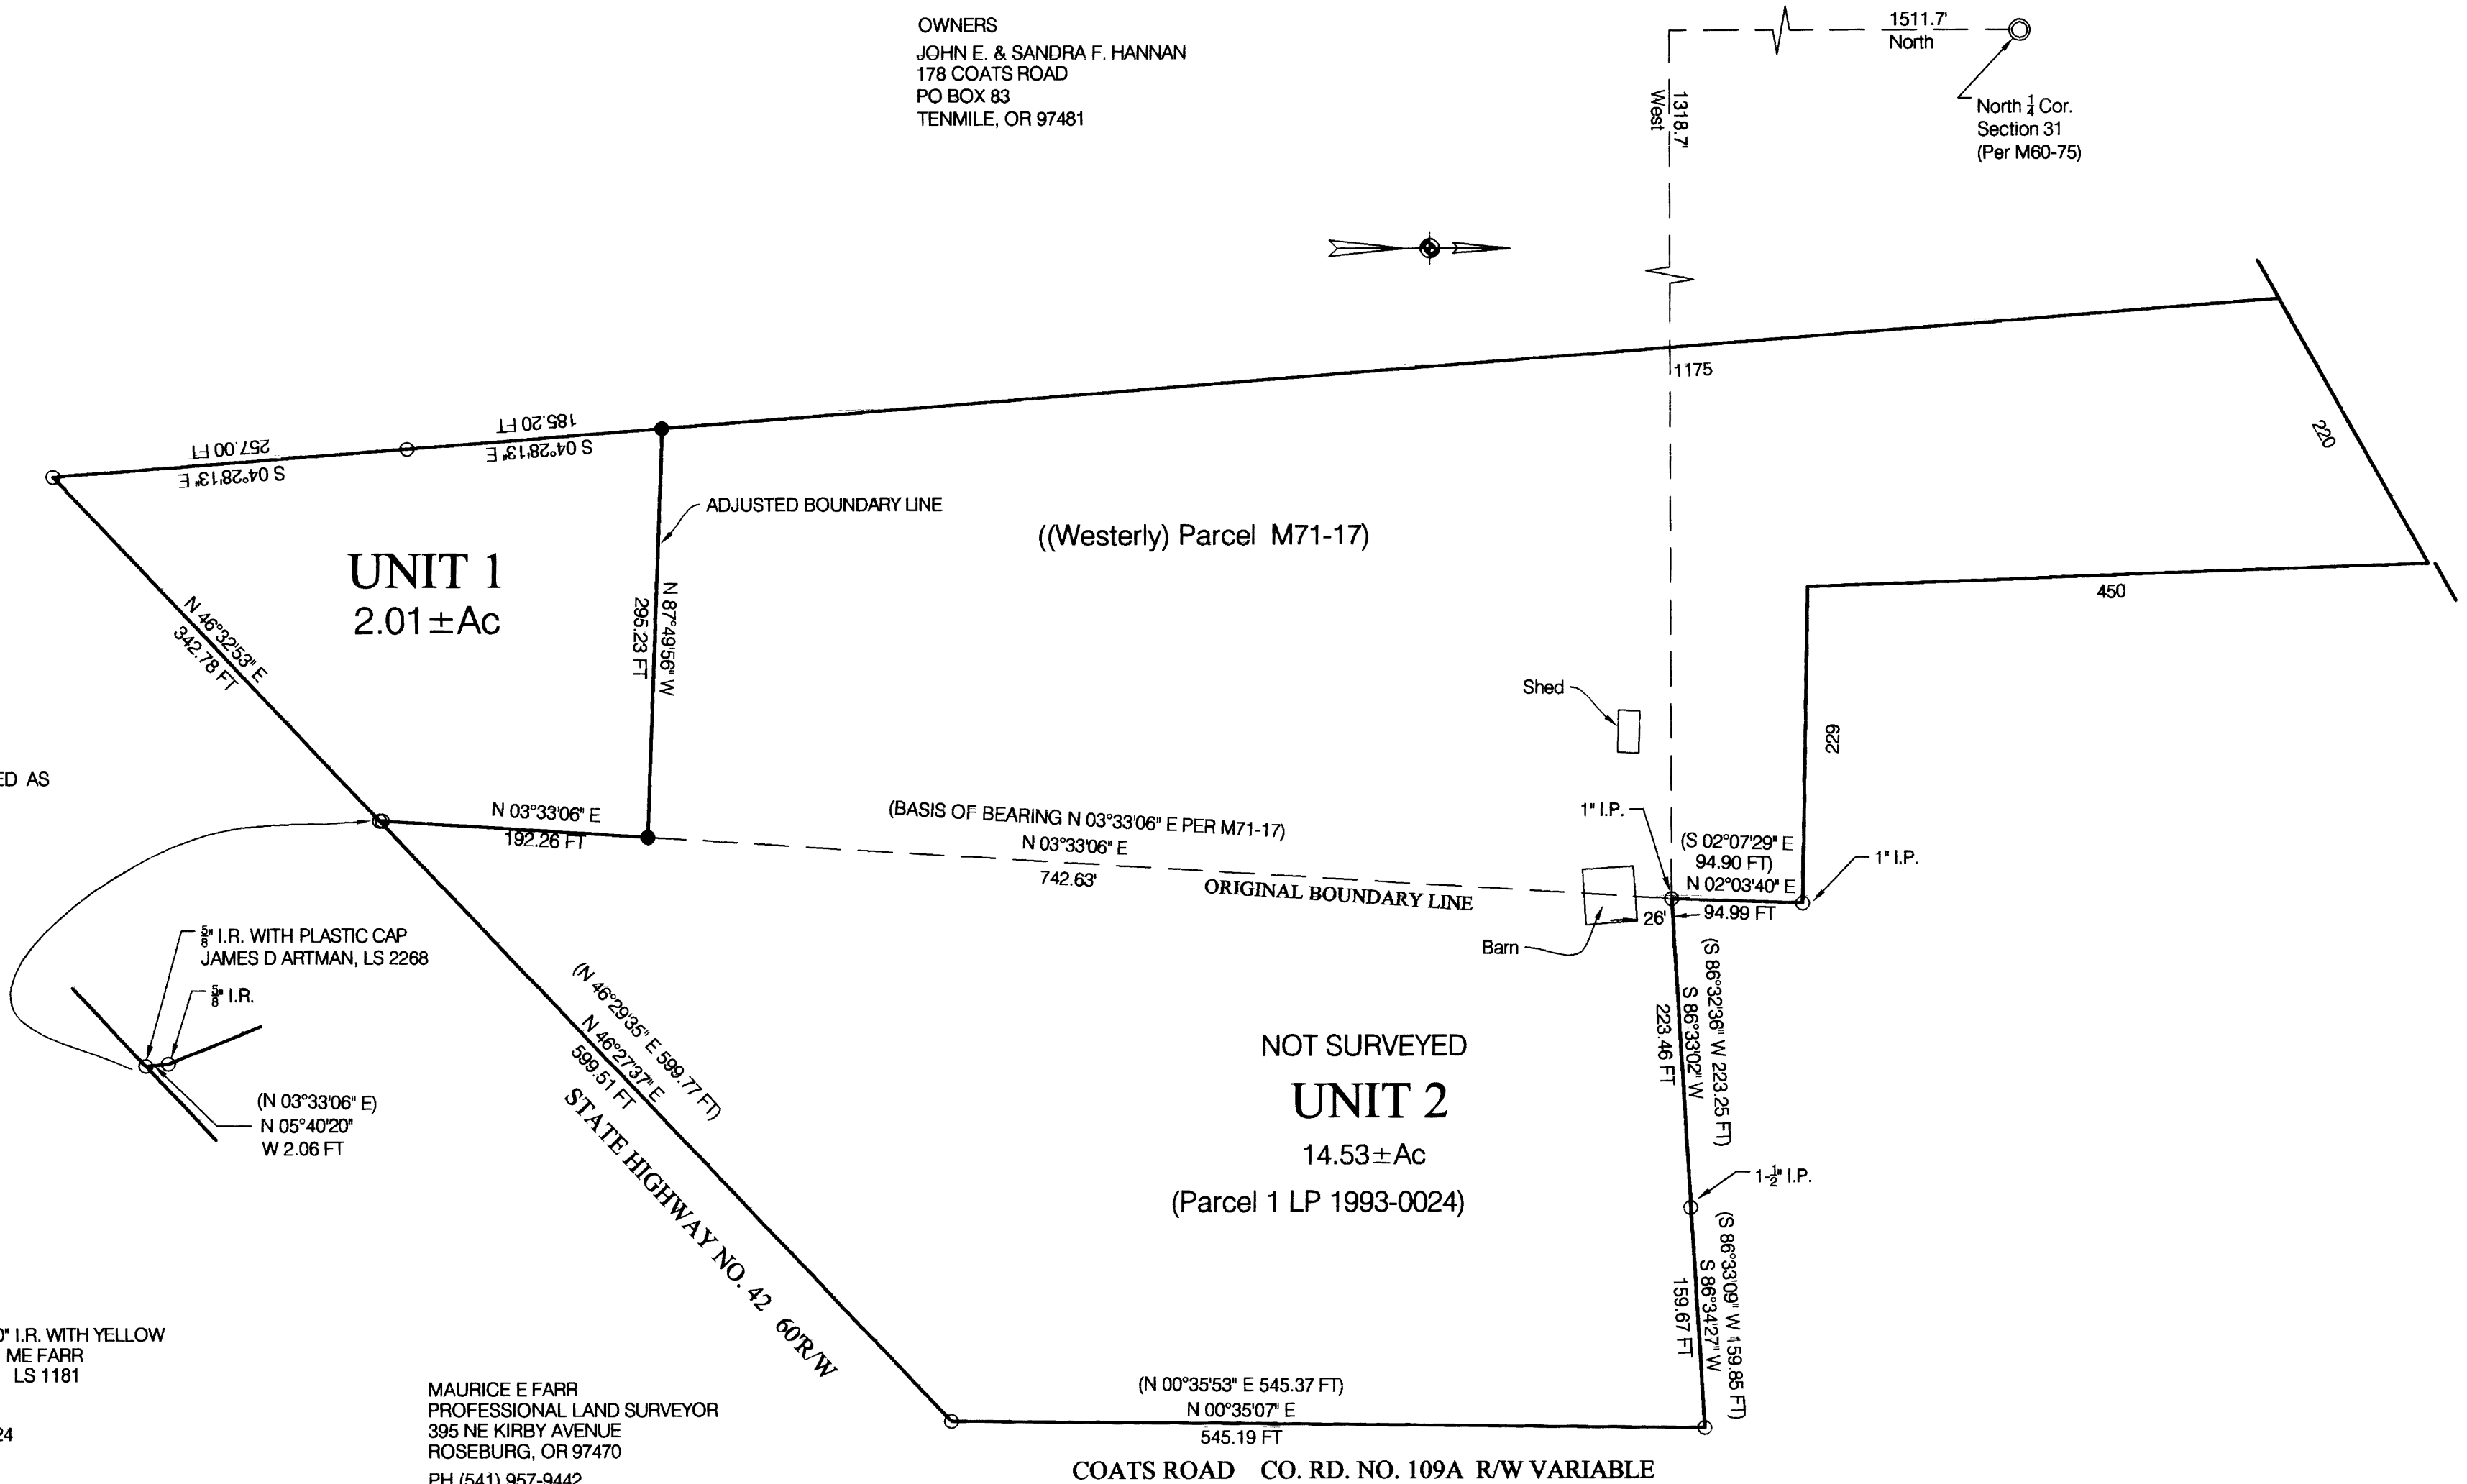 OWNERS
JOHN E. & SANDRA F. HANNAN
178 COATS ROAD
PO BOX 83
TENMILE, OR 97481
1511.7'
North
North 1/4 Cor.
Section 31
(Per M60-75)
1318.7'
West
1175
220
450
229
257.00 FT
S 04°28'13" E
185.20 FT
S 04°28'13" E
ADJUSTED BOUNDARY LINE
((Westerly) Parcel M71-17)
UNIT 1
2.01±Ac
N 87°49'56" W
295.23 FT
N 46°32'53" E
342.78 FT
Shed
ED AS
N 03°33'06" E
192.26 FT
(BASIS OF BEARING N 03°33'06" E PER M71-17)
N 03°33'06" E
742.63'
ORIGINAL BOUNDARY LINE
1" I.P.
(S 02°07'29" E
94.90 FT)
N 02°03'40" E
94.99 FT
1" I.P.
26'
Barn
5/8" I.R. WITH PLASTIC CAP
JAMES D ARTMAN, LS 2268
5/8" I.R.
(N 03°33'06" E)
N 05°40'20"
W 2.06 FT
(N 46°29'35" E 599.77 FT)
N 46°27'37" E
599.51 FT
STATE HIGHWAY NO. 42 60'R/W
(S 86°32'36" W 223.25 FT)
S 86°33'02" W
223.46 FT
NOT SURVEYED
UNIT 2
14.53±Ac
(Parcel 1 LP 1993-0024)
1-1/2" I.P.
(S 86°33'09" W 159.85 FT)
S 86°34'27" W
159.67 FT
0" I.R. WITH YELLOW
ME FARR
LS 1181
24
MAURICE E FARR
PROFESSIONAL LAND SURVEYOR
395 NE KIRBY AVENUE
ROSEBURG, OR 97470
PH (541) 957-9442
(N 00°35'53" E 545.37 FT)
N 00°35'07" E
545.19 FT
COATS ROAD CO. RD. NO. 109A R/W VARIABLE